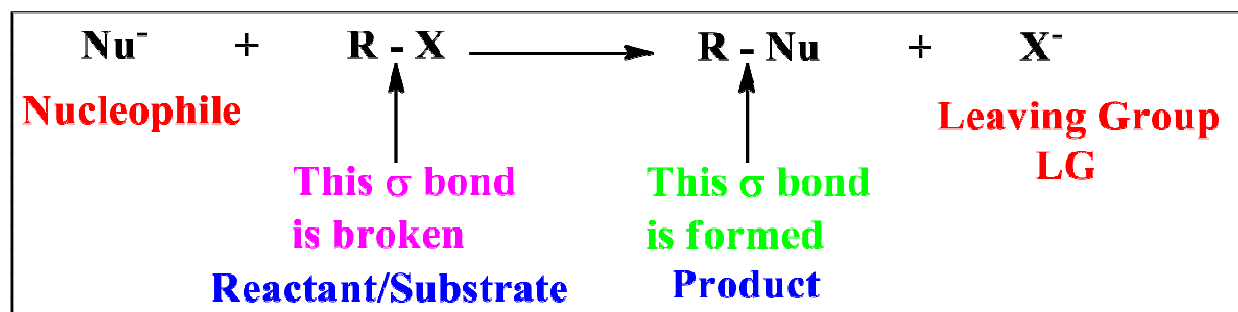 Nu⁻ + R - X R - Nu + X⁻
Nucleophile
Leaving Group
LG
This σ bond
is broken
This σ bond
is formed
Reactant/Substrate
Product